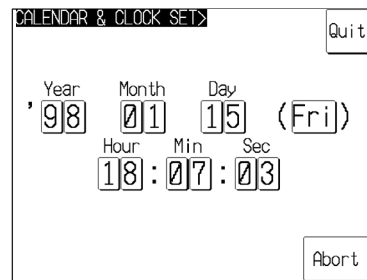 CALENDAR & CLOCK SET>
Quit
Year Month Day
'98 01 15 (Fri)
Hour Min Sec
18:07:03
Abort